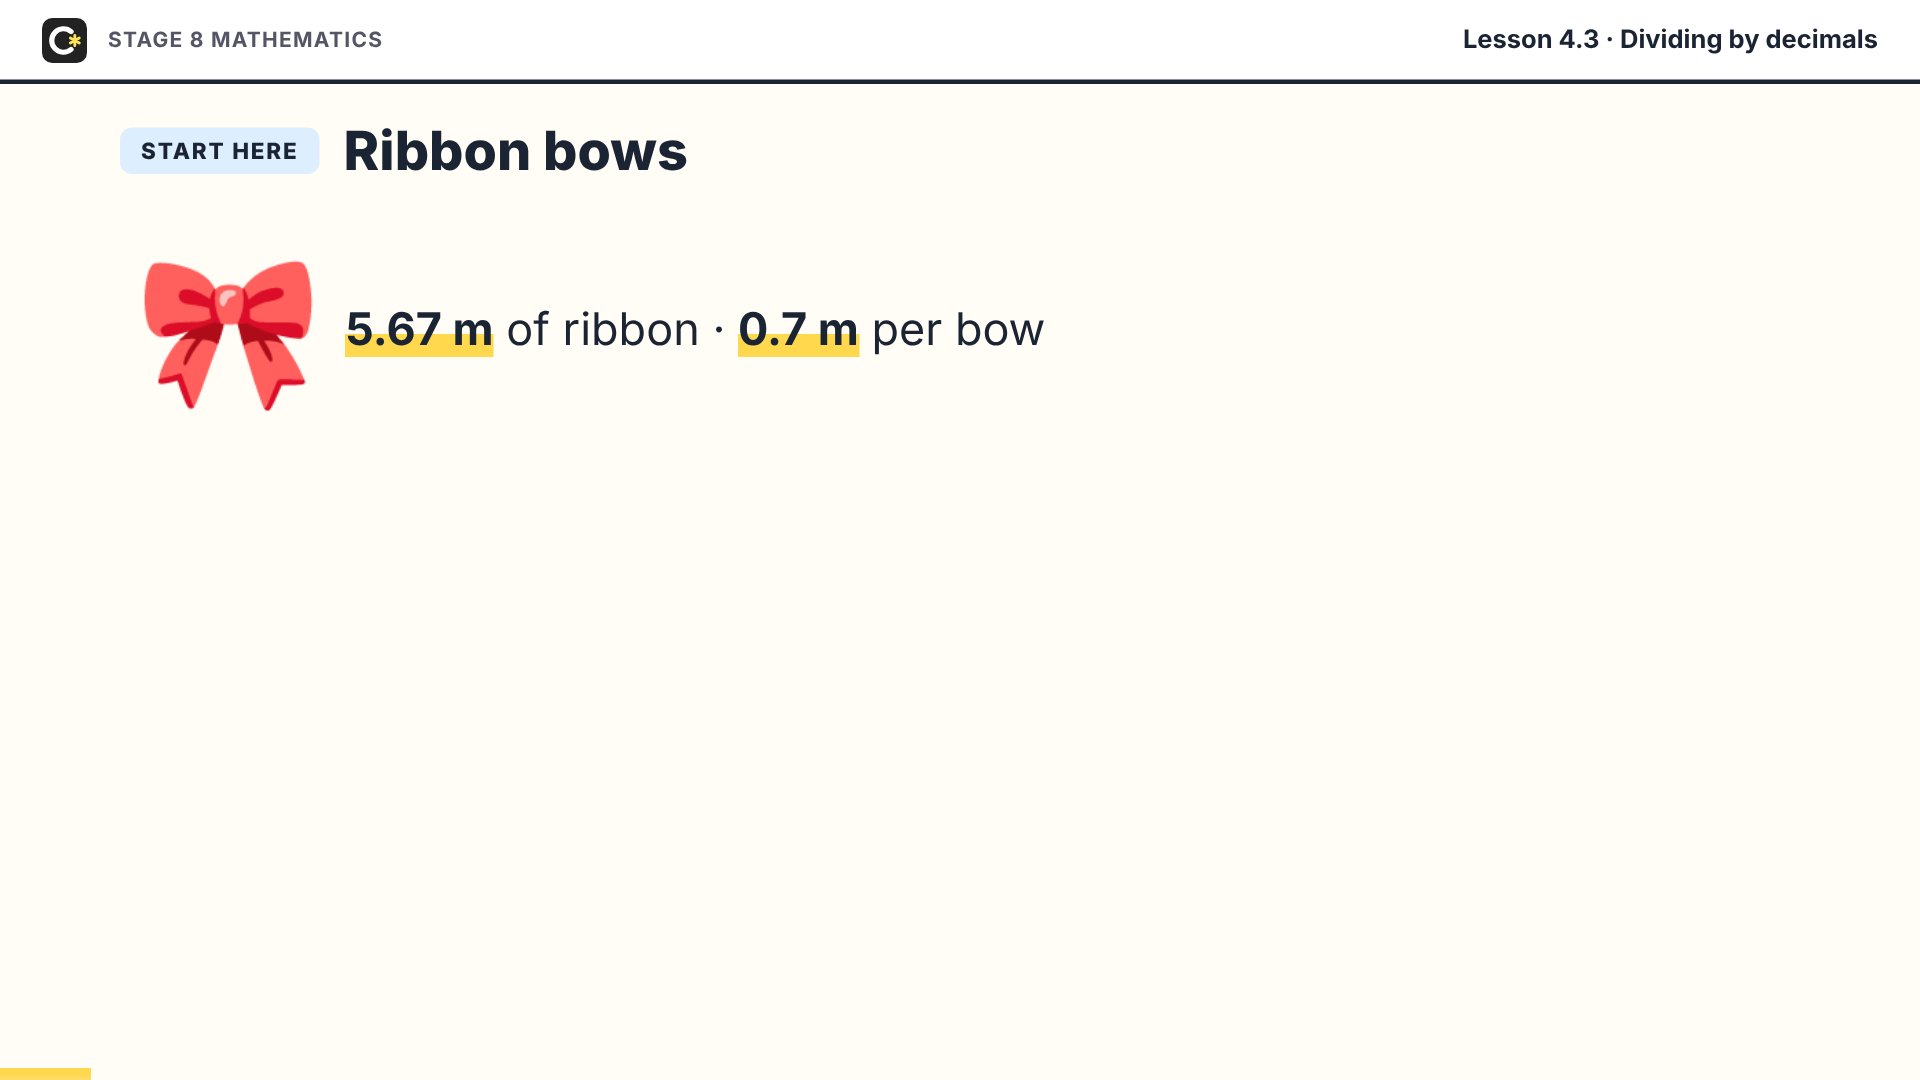 STAGE 8 MATHEMATICS
Lesson 4.3 · Dividing by decimals
START HERE
Ribbon bows
5.67 m of ribbon · 0.7 m per bow